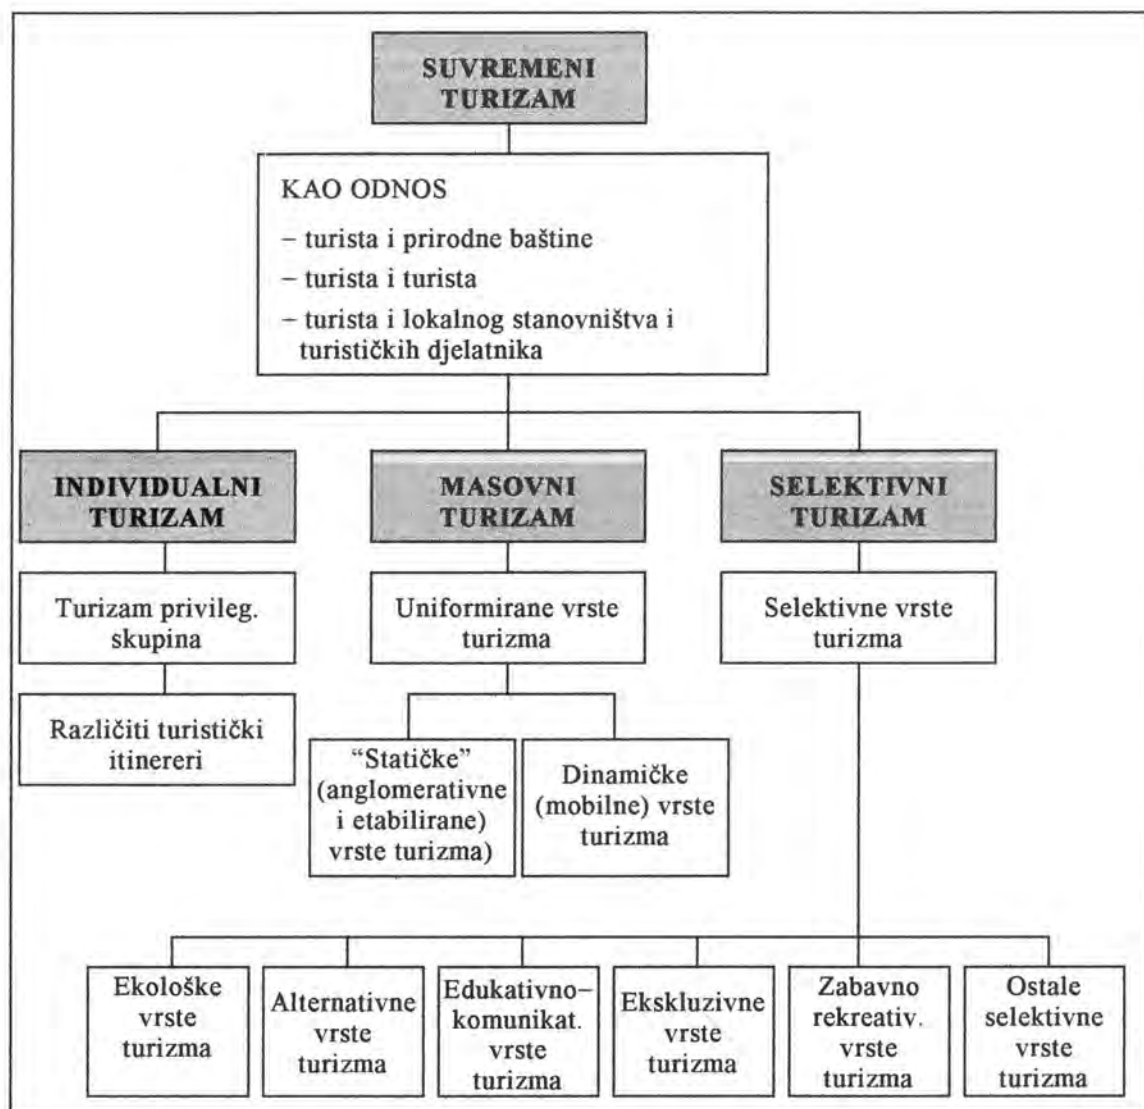 SUVREMENI
TURIZAM
KAO ODNOS
– turista i prirodne baštine
– turista i turista
– turista i lokalnog stanovništva i
turističkih djelatnika
INDIVIDUALNI
TURIZAM
MASOVNI
TURIZAM
SELEKTIVNI
TURIZAM
Turizam privileg.
skupina
Uniformirane vrste
turizma
Selektivne vrste
turizma
Različiti turistički
itinereri
“Statičke”
(anglomerativne
i etabilirane)
vrste turizma)
Dinamičke
(mobilne) vrste
turizma
Ekološke
vrste
turizma
Alternativne
vrste
turizma
Edukativno–
komunikat.
vrste
turizma
Ekskluzivne
vrste
turizma
Zabavno
rekreativ.
vrste
turizma
Ostale
selektivne
vrste
turizma